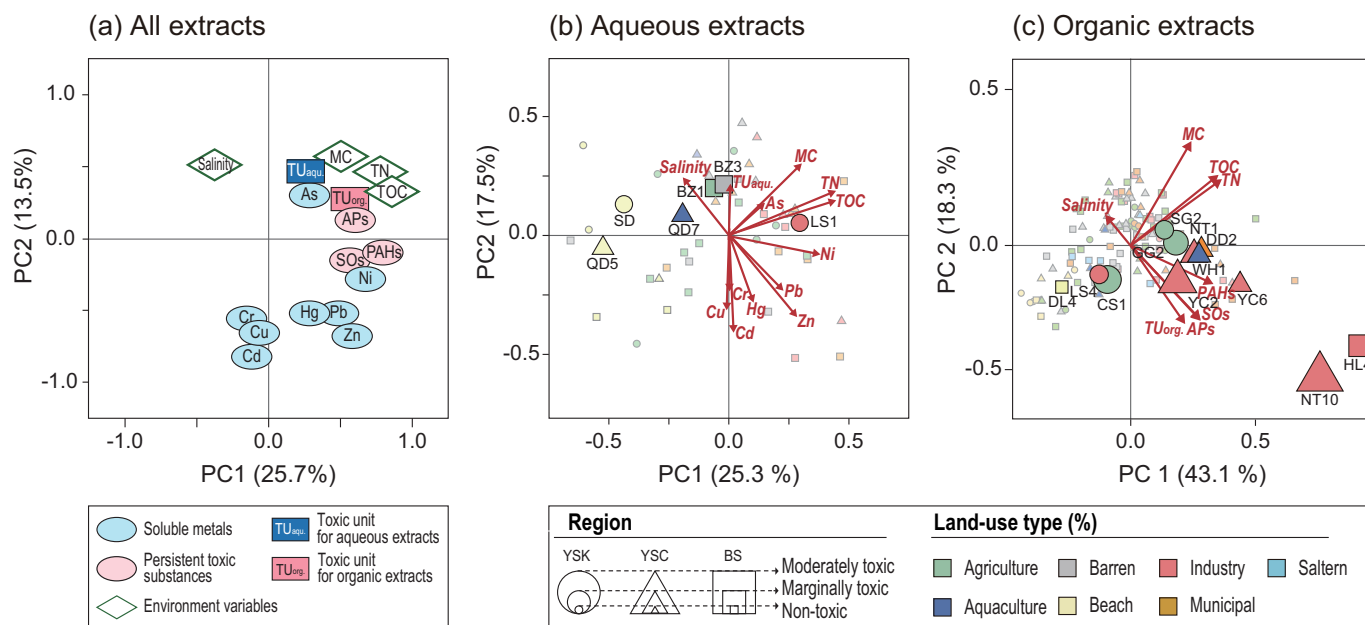 (a) All extracts
(b) Aqueous extracts
(c) Organic extracts
PC2 (13.5%)
1.0
0.0
-1.0
-1.0
0.0
1.0
PC1 (25.7%)
Salinity
MC
TN
TOC
TUaqu.
As
TUorg.
APs
PAHs
SOs
Ni
Cr
Cu
Cd
Hg
Pb
Zn
PC2 (17.5%)
0.5
0.2
0.0
-0.5
-0.5
0.0
0.5
PC1 (25.3 %)
Salinity
MC
TUaqu.
As
TN
TOC
Ni
Pb
Zn
Cr
Hg
Cu
Cd
BZ3
BZ1
SD
QD7
QD5
LS1
PC 2 (18.3 %)
0.5
0.0
-0.5
0.0
0.5
PC 1 (43.1 %)
MC
TOC
TN
Salinity
PAHs
SOs
TUorg.
APs
SG2
NT1
GG2
DD2
WH1
LS4
DL4
CS1
YC2
YC6
NT10
Soluble metals
Persistent toxic
substances
Environment variables
TUaqu.
Toxic unit
for aqueous extracts
TUorg.
Toxic unit
for organic extracts
Region
YSK
YSC
BS
Moderately toxic
Marginally toxic
Non-toxic
Land-use type (%)
Agriculture
Barren
Industry
Saltern
Aquaculture
Beach
Municipal